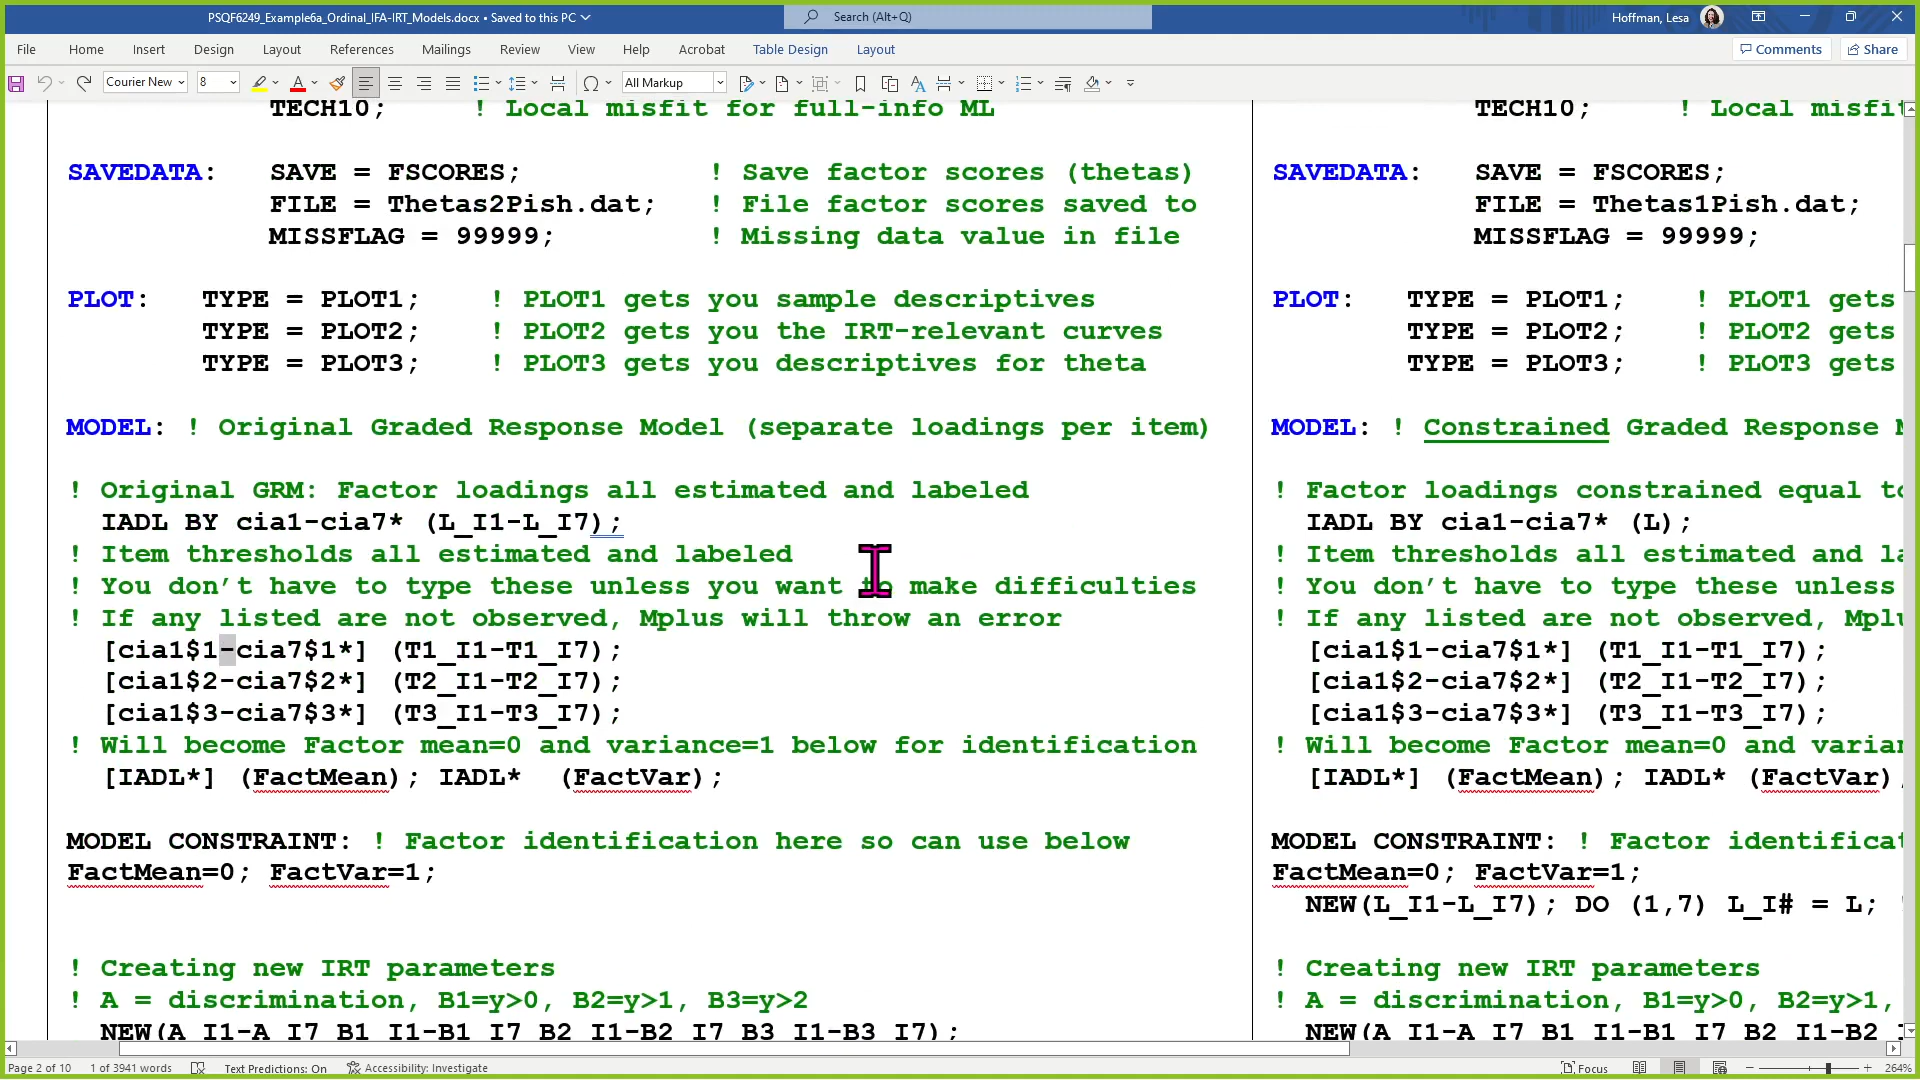 PSQF6249_Example6a_Ordinal_IFA-IRT_Models.docx • Saved to this PC
Search (Alt+Q)
Hoffman, Lesa
File Home Insert Design Layout References Mailings Review View Help Acrobat Table Design Layout
Comments Share
Courier New 8 All Markup
TECH10; ! Local misfit for full-info ML
SAVEDATA: SAVE = FSCORES; ! Save factor scores (thetas)
FILE = Thetas2Pish.dat; ! File factor scores saved to
MISSFLAG = 99999; ! Missing data value in file
PLOT: TYPE = PLOT1; ! PLOT1 gets you sample descriptives
TYPE = PLOT2; ! PLOT2 gets you the IRT-relevant curves
TYPE = PLOT3; ! PLOT3 gets you descriptives for theta
MODEL: ! Original Graded Response Model (separate loadings per item)
! Original GRM: Factor loadings all estimated and labeled
IADL BY cia1-cia7* (L_I1-L_I7);
! Item thresholds all estimated and labeled
! You don’t have to type these unless you want to make difficulties
! If any listed are not observed, Mplus will throw an error
[cia1$1-cia7$1*] (T1_I1-T1_I7);
[cia1$2-cia7$2*] (T2_I1-T2_I7);
[cia1$3-cia7$3*] (T3_I1-T3_I7);
! Will become Factor mean=0 and variance=1 below for identification
[IADL*] (FactMean); IADL* (FactVar);
MODEL CONSTRAINT: ! Factor identification here so can use below
FactMean=0; FactVar=1;
! Creating new IRT parameters
! A = discrimination, B1=y>0, B2=y>1, B3=y>2
NEW(A_I1-A_I7 B1_I1-B1_I7 B2_I1-B2_I7 B3_I1-B3_I7);
TECH10; ! Local misfit
SAVEDATA: SAVE = FSCORES;
FILE = Thetas1Pish.dat;
MISSFLAG = 99999;
PLOT: TYPE = PLOT1; ! PLOT1 gets
TYPE = PLOT2; ! PLOT2 gets
TYPE = PLOT3; ! PLOT3 gets
MODEL: ! Constrained Graded Response
! Factor loadings constrained equal to
IADL BY cia1-cia7* (L);
! Item thresholds all estimated and la
! You don’t have to type these unless
! If any listed are not observed, Mplu
[cia1$1-cia7$1*] (T1_I1-T1_I7);
[cia1$2-cia7$2*] (T2_I1-T2_I7);
[cia1$3-cia7$3*] (T3_I1-T3_I7);
! Will become Factor mean=0 and varian
[IADL*] (FactMean); IADL* (FactVar)
MODEL CONSTRAINT: ! Factor identificat
FactMean=0; FactVar=1;
NEW(L_I1-L_I7); DO (1,7) L_I# = L;
! Creating new IRT parameters
! A = discrimination, B1=y>0, B2=y>1,
NEW(A_I1-A_I7 B1_I1-B1_I7 B2_I1-B2_I
Page 2 of 10 1 of 3941 words Text Predictions: On Accessibility: Investigate Focus 264%